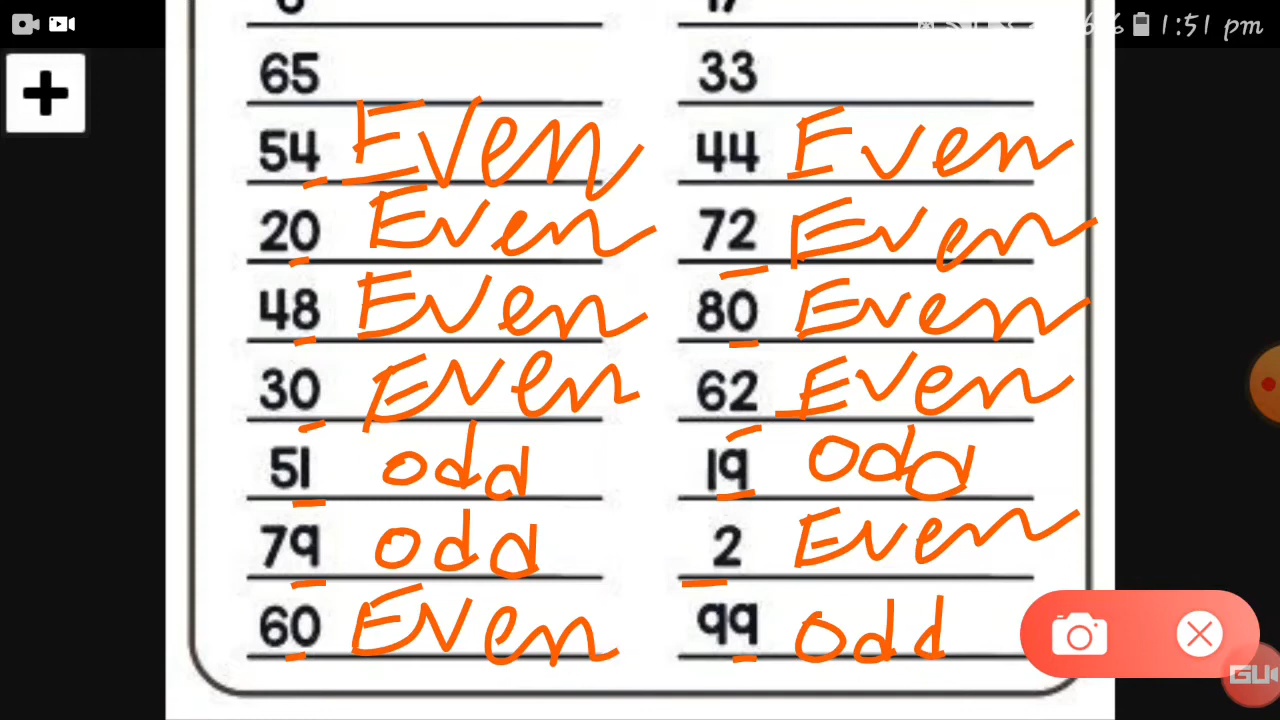 1:51 pm
65
33
54 Even
44 Even
20 Even
72 Even
48 Even
80 Even
30 Even
62 Even
51 odd
19 odd
79 odd
2 Even
60 Even
99 odd
GU